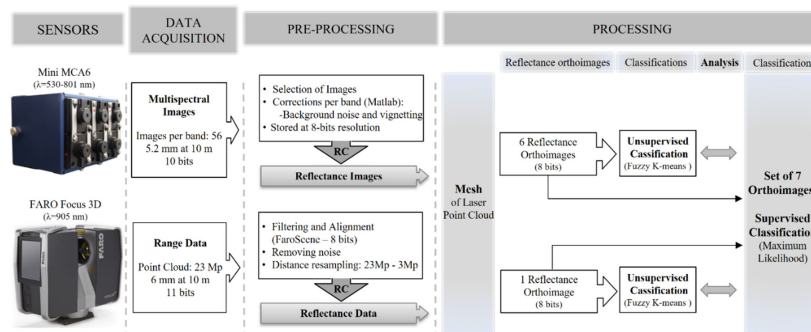 SENSORS
DATA
ACQUISITION
PRE-PROCESSING
PROCESSING
Reflectance orthoimages
Classifications
Analysis
Classification
Mini MCA6
(λ=530-801 nm)
Multispectral
Images
Images per band: 56
5.2 mm at 10 m
10 bits
• Selection of Images
• Corrections per band (Matlab):
-Background noise and vignetting
• Stored at 8-bits resolution
RC
Reflectance Images
FARO Focus 3D
(λ=905 nm)
FARO
Range Data
Point Cloud: 23 Mp
6 mm at 10 m
11 bits
• Filtering and Alignment
(FaroScene – 8 bits)
• Removing noise
• Distance resampling: 23Mp - 3Mp
RC
Reflectance Data
Mesh
of Laser
Point Cloud
6 Reflectance
Orthoimages
(8 bits)
Unsupervised
Cassification
(Fuzzy K-means )
1 Reflectance
Orthoimage
(8 bits)
Unsupervised
Cassification
(Fuzzy K-means )
Set of 7
Orthoimages
Supervised
Classification
(Maximum
Likelihood)